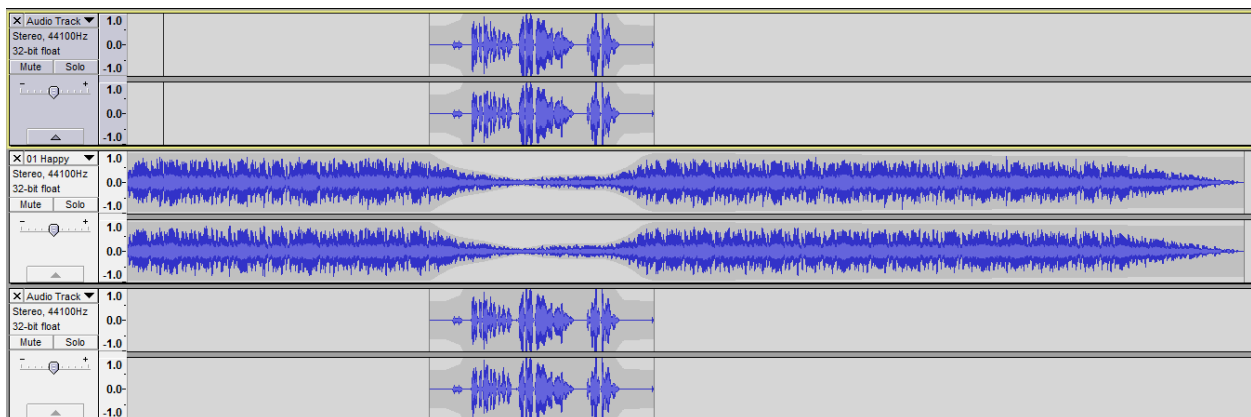 X Audio Track ▼ 1.0
Stereo, 44100Hz
32-bit float 0.0-
Mute Solo -1.0
- + 1.0
0.0-
-1.0
X 01 Happy ▼ 1.0
Stereo, 44100Hz
32-bit float 0.0-
Mute Solo -1.0
- + 1.0
0.0-
-1.0
X Audio Track ▼ 1.0
Stereo, 44100Hz
32-bit float 0.0-
Mute Solo -1.0
- + 1.0
0.0-
-1.0